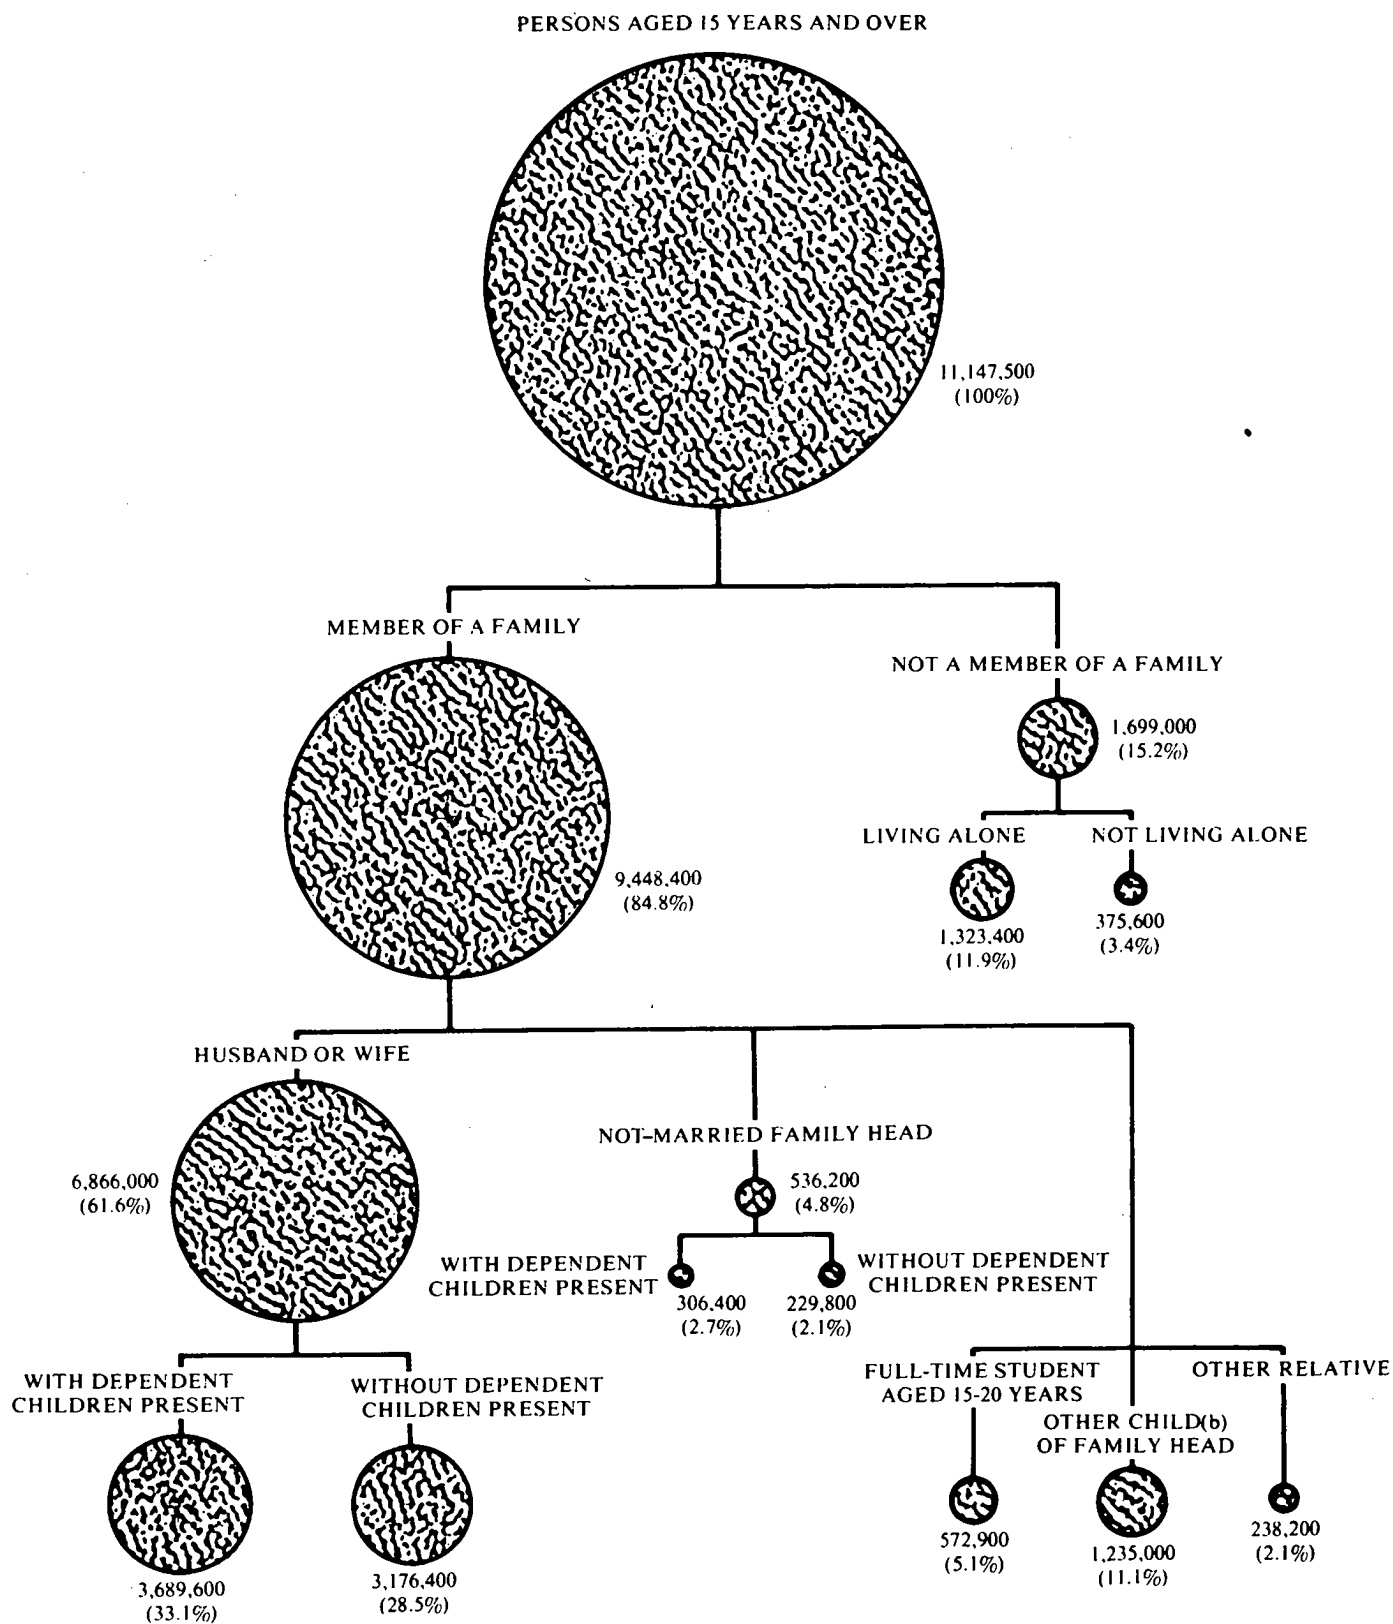 PERSONS AGED 15 YEARS AND OVER
11,147,500
(100%)
MEMBER OF A FAMILY
9,448,400
(84.8%)
NOT A MEMBER OF A FAMILY
1,699,000
(15.2%)
LIVING ALONE
1,323,400
(11.9%)
NOT LIVING ALONE
375,600
(3.4%)
HUSBAND OR WIFE
6,866,000
(61.6%)
NOT-MARRIED FAMILY HEAD
536,200
(4.8%)
WITH DEPENDENT
CHILDREN PRESENT
306,400
(2.7%)
WITHOUT DEPENDENT
CHILDREN PRESENT
229,800
(2.1%)
WITH DEPENDENT
CHILDREN PRESENT
3,689,600
(33.1%)
WITHOUT DEPENDENT
CHILDREN PRESENT
3,176,400
(28.5%)
FULL-TIME STUDENT
AGED 15-20 YEARS
572,900
(5.1%)
OTHER CHILD(b)
OF FAMILY HEAD
1,235,000
(11.1%)
OTHER RELATIVE
238,200
(2.1%)